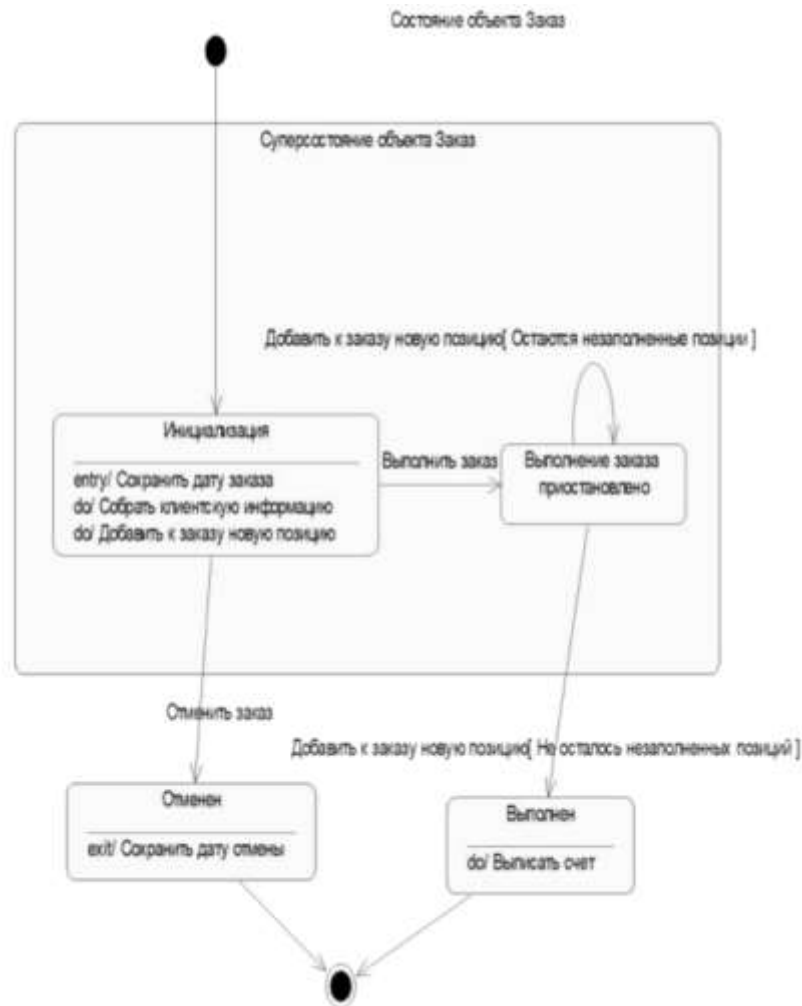 Состояние объекта Заказ
Суперсостояние объекта Заказ
Добавить к заказу новую позицию[ Остаются незаполненные позиции ]
Инициализация
entry/ Сохранить дату заказа
do/ Собрать клиентскую информацию
do/ Добавить к заказу новую позицию
Выполнить заказ
Выполнение заказа
приостановлено
Отменить заказ
Добавить к заказу новую позицию[ Не осталось незаполненных позиций ]
Отменен
exit/ Сохранить дату отмены
Выполнен
do/ Выписать счет